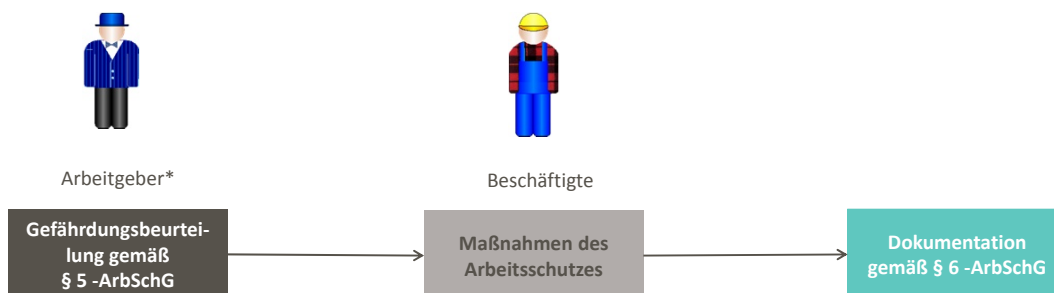 Arbeitgeber*
Beschäftigte
Gefährdungsbeurtei-
lung gemäß
§ 5 -ArbSchG
Maßnahmen des
Arbeitsschutzes
Dokumentation
gemäß § 6 -ArbSchG